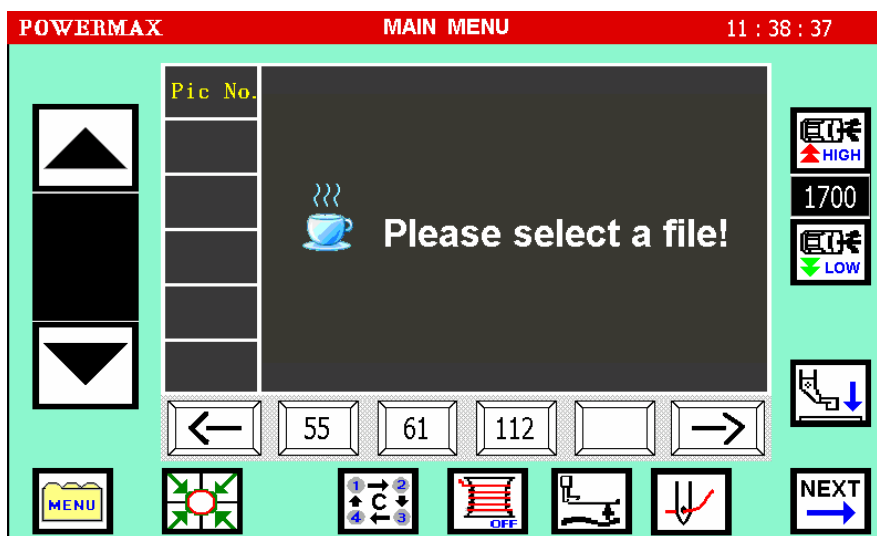 POWERMAX MAIN MENU 11 : 38 : 37
Pic No.
HIGH
1700
Please select a file!
LOW
55 61 112
MENU
1 2
C
4 3
OFF
NEXT